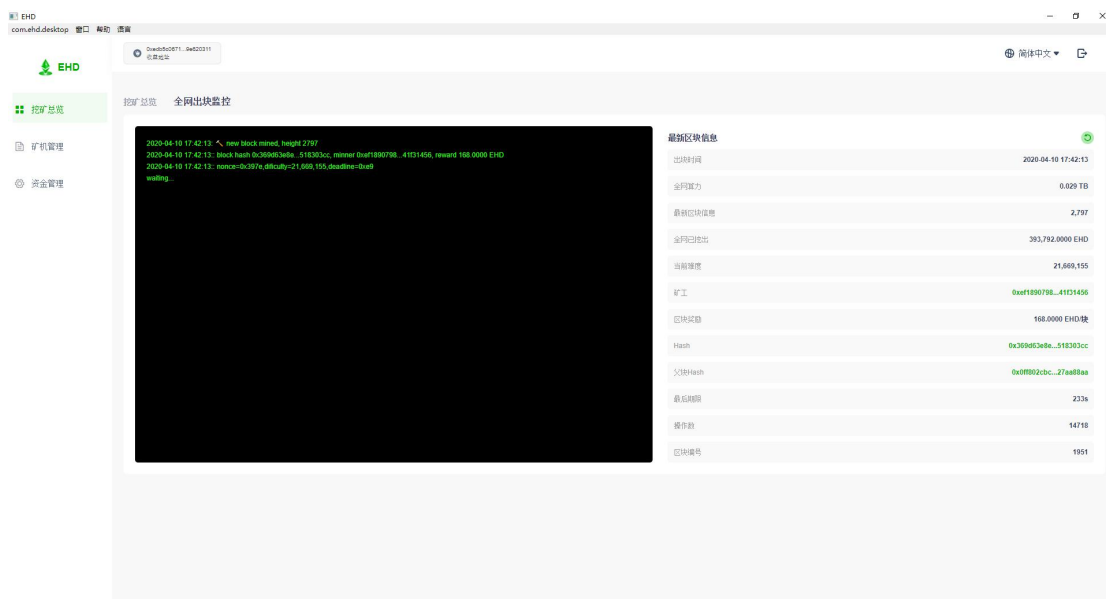 EHD
com.ehd.desktop 窗口 帮助 语言
EHD
0xedb5c0871...9e620311
收益地址
简体中文
挖矿总览
矿机管理
资金管理
挖矿总览 全网出块监控
2020-04-10 17:42:13: new block mined, height 2797
2020-04-10 17:42:13:: block hash 0x369d63e8e...518303cc, minner 0xef1890798...41f31456, reward 168.0000 EHD
2020-04-10 17:42:13:: nonce=0x397e,dificulty=21,669,155,deadline=0xe9
waiting...
最新区块信息
出块时间 2020-04-10 17:42:13
全网算力 0.029 TB
最新区块信息 2,797
全网已挖出 393,792.0000 EHD
当前难度 21,669,155
矿工 0xef1890798...41f31456
区块奖励 168.0000 EHD/块
Hash 0x369d63e8e...518303cc
父块Hash 0x0ff802cbc...27aa88aa
最后期限 233s
操作数 14718
区块编号 1951